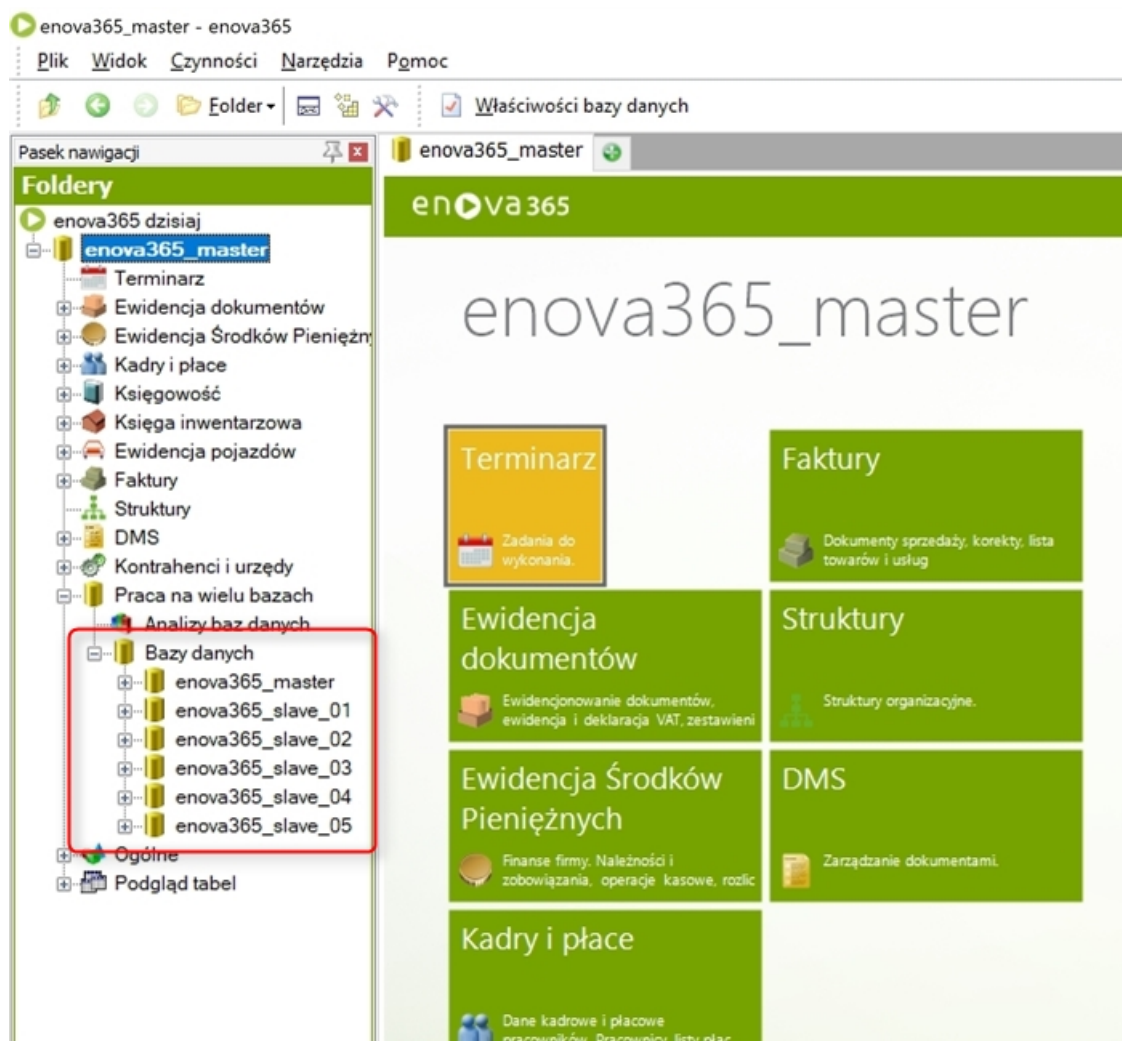 enova365_master - enova365
Plik Widok Czynności Narzędzia Pomoc
Folder Właściwości bazy danych
Pasek nawigacji
enova365_master
Foldery
enova365
enova365 dzisiaj
enova365_master
Terminarz
Ewidencja dokumentów
Ewidencja Środków Pieniężny
Kadry i płace
Księgowość
Księga inwentarzowa
Ewidencja pojazdów
Faktury
Struktury
DMS
Kontrahenci i urzędy
Praca na wielu bazach
Analizy baz danych
Bazy danych
enova365_master
enova365_slave_01
enova365_slave_02
enova365_slave_03
enova365_slave_04
enova365_slave_05
Ogólne
Podgląd tabel
enova365_master
Terminarz
Zadania do
wykonania.
Faktury
Dokumenty sprzedaży, korekty, lista
towarów i usług
Ewidencja
dokumentów
Ewidencjonowanie dokumentów,
ewidencja i deklaracja VAT, zestawieni
Struktury
Struktury organizacyjne.
Ewidencja Środków
Pieniężnych
Finanse firmy. Należności i
zobowiązania, operacje kasowe, rozlic
DMS
Zarządzanie dokumentami.
Kadry i płace
Dane kadrowe i płacowe
pracowników. Pracownicy, listy płac